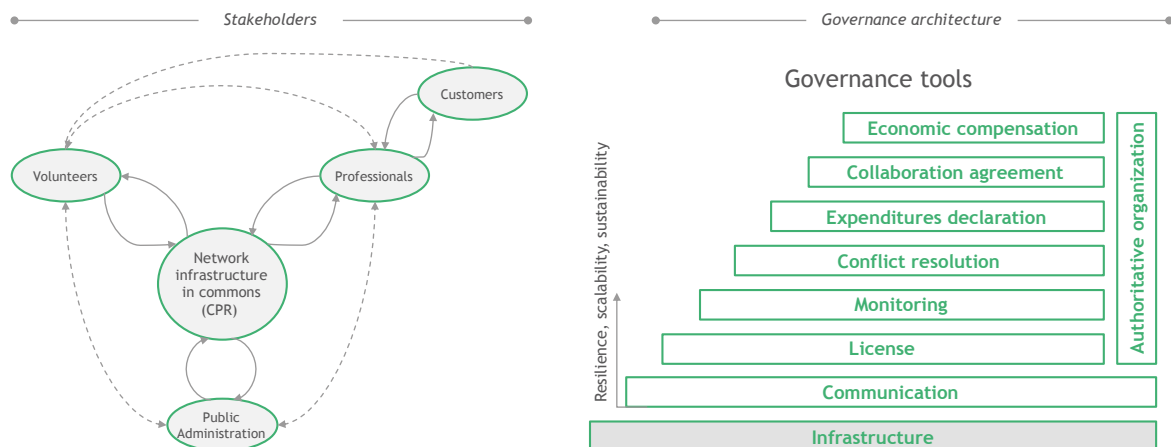 Stakeholders
Customers
Volunteers
Professionals
Network
infrastructure
in commons
(CPR)
Public
Administration
Governance architecture
Governance tools
Economic compensation
Collaboration agreement
Expenditures declaration
Conflict resolution
Monitoring
License
Communication
Infrastructure
Authoritative organization
Resilience, scalability, sustainability